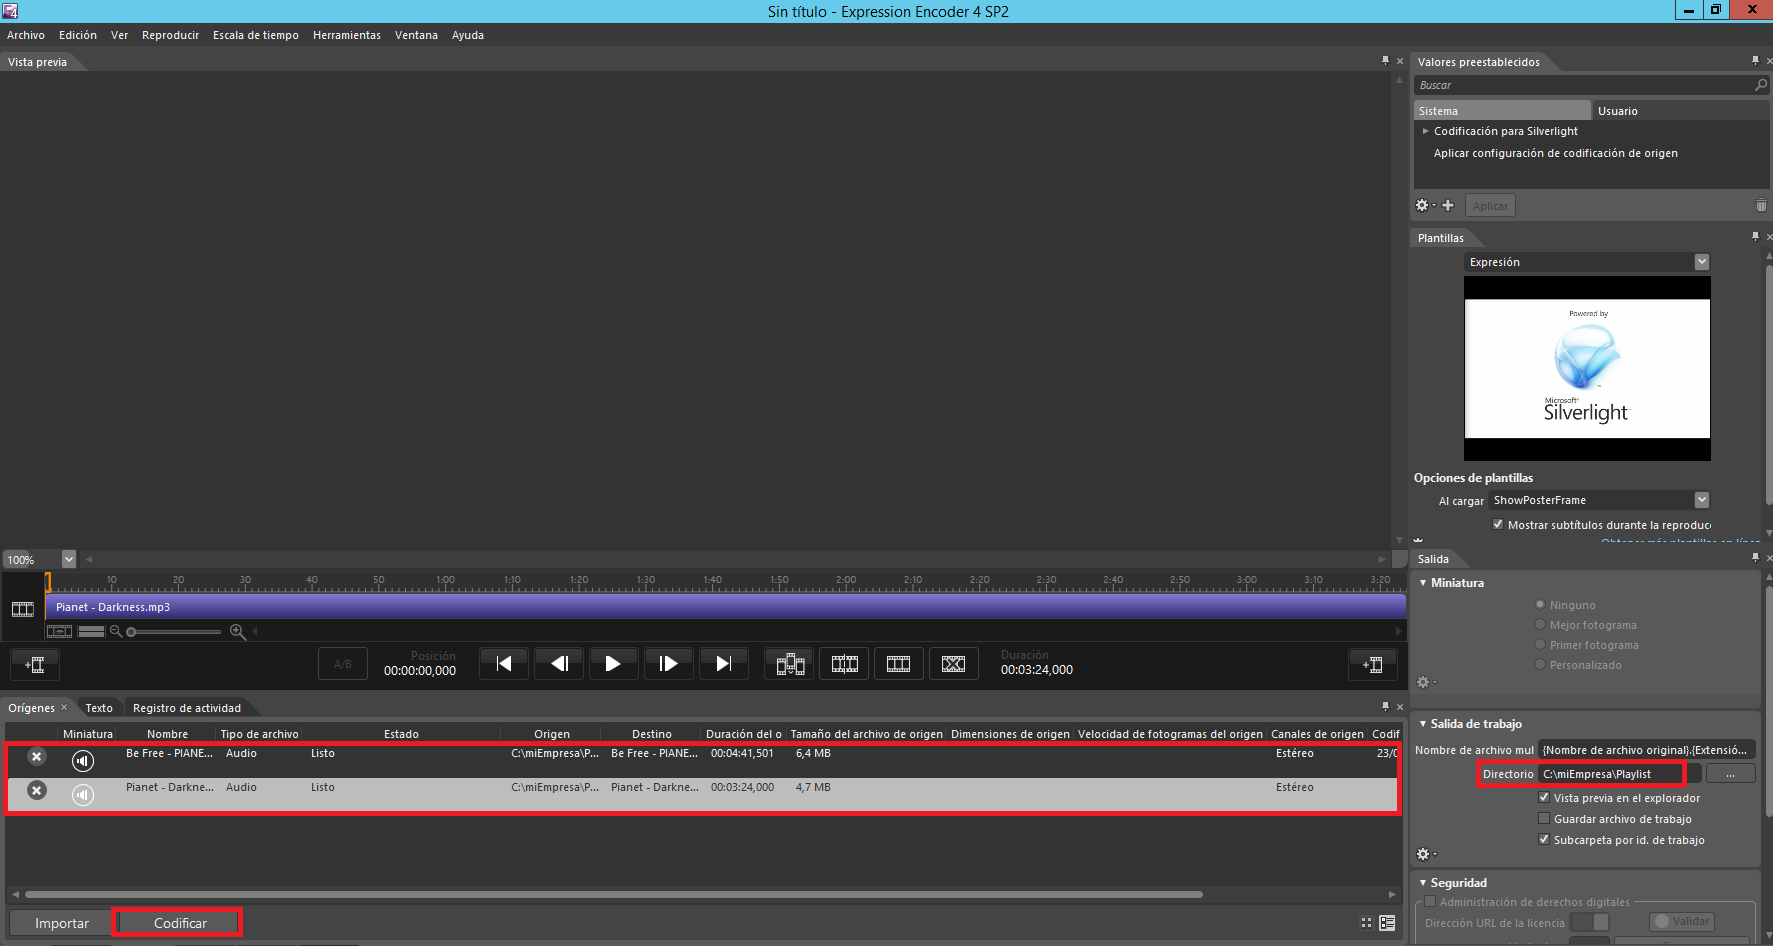 Sin título - Expression Encoder 4 SP2
Archivo Edición Ver Reproducir Escala de tiempo Herramientas Ventana Ayuda
Vista previa
100%
10 20 30 40 50 1:00 1:10 1:20 1:30 1:40 1:50 2:00 2:10 2:20 2:30 2:40 2:50 3:00 3:10 3:20
Pianet - Darkness.mp3
A/B
Posición
00:00:00,000
Duración
00:03:24,000
Orígenes Texto Registro de actividad
Miniatura Nombre Tipo de archivo Estado Origen Destino Duración del o Tamaño del archivo de origen Dimensiones de origen Velocidad de fotogramas del origen Canales de origen Codif
Be Free - PIANE... Audio Listo C:\miEmpresa\P... Be Free - PIANE... 00:04:41,501 6,4 MB Estéreo 23/0
Pianet - Darkne... Audio Listo C:\miEmpresa\P... Pianet - Darkne... 00:03:24,000 4,7 MB Estéreo
Importar Codificar
Valores preestablecidos
Buscar
Sistema Usuario
Codificación para Silverlight
Aplicar configuración de codificación de origen
Aplicar
Plantillas
Expresión
Powered by
Microsoft®
Silverlight™
Opciones de plantillas
Al cargar ShowPosterFrame
Mostrar subtítulos durante la reproduc
Salida
Miniatura
Ninguno
Mejor fotograma
Primer fotograma
Personalizado
Salida de trabajo
Nombre de archivo mul {Nombre de archivo original}.{Extensió...
Directorio C:\miEmpresa\Playlist ...
Vista previa en el explorador
Guardar archivo de trabajo
Subcarpeta por id. de trabajo
Seguridad
Administración de derechos digitales
Dirección URL de la licencia Validar